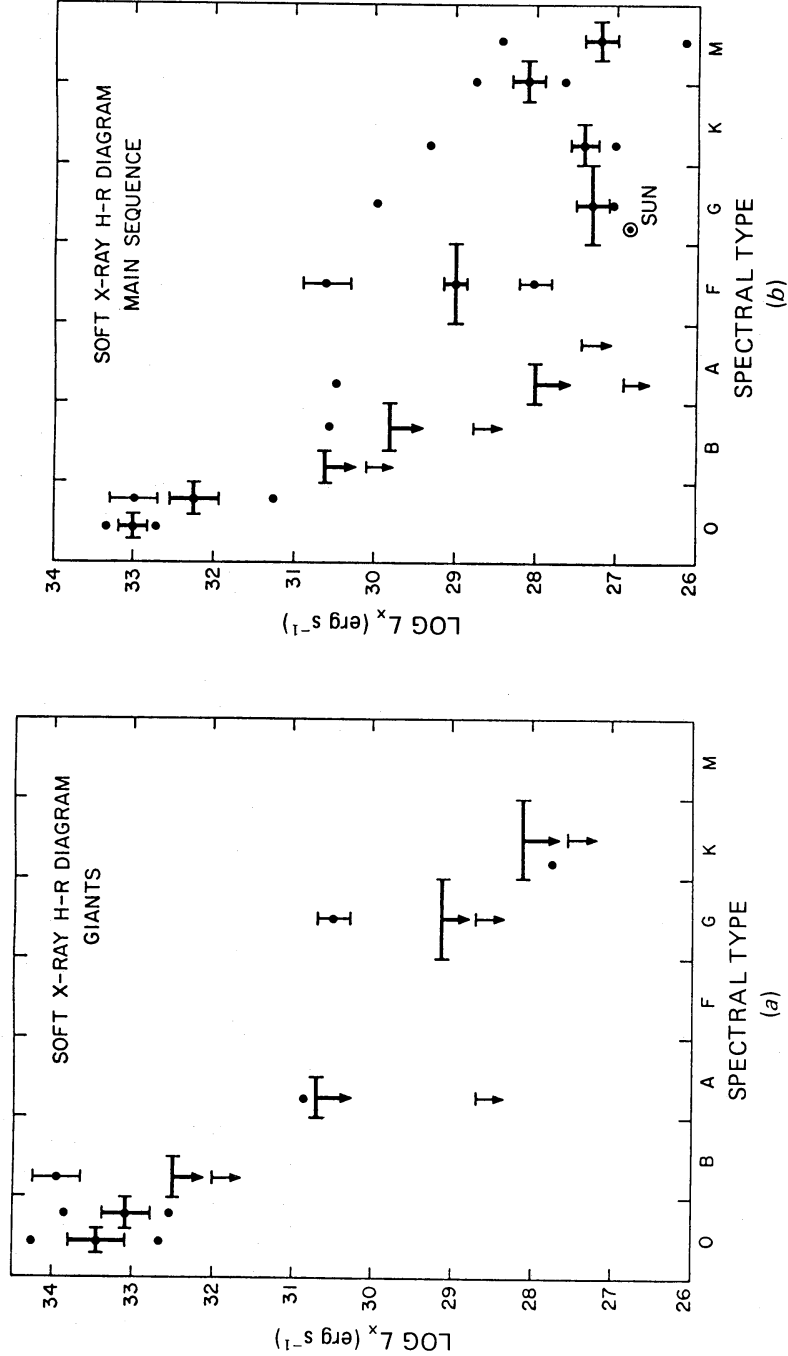 SOFT X-RAY H-R DIAGRAM
GIANTS
34
33
32
31
30
29
28
27
26
LOG Lx (erg s⁻¹)
O B A F G K M
SPECTRAL TYPE
(a)
SOFT X-RAY H-R DIAGRAM
MAIN SEQUENCE
34
33
32
31
30
29
28
27
26
LOG Lx (erg s⁻¹)
SUN
O B A F G K M
SPECTRAL TYPE
(b)